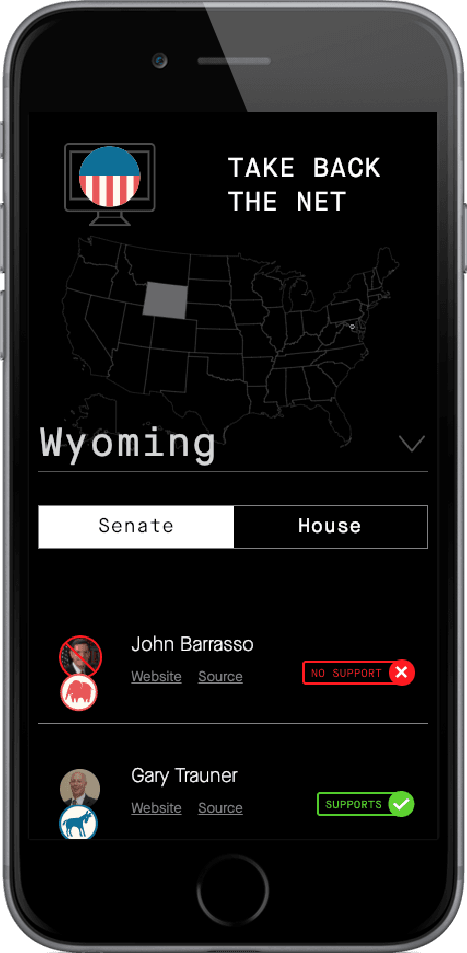 TAKE BACK
THE NET
Wyoming
Senate House
John Barrasso
Website Source
NO SUPPORT
Gary Trauner
Website Source
SUPPORTS